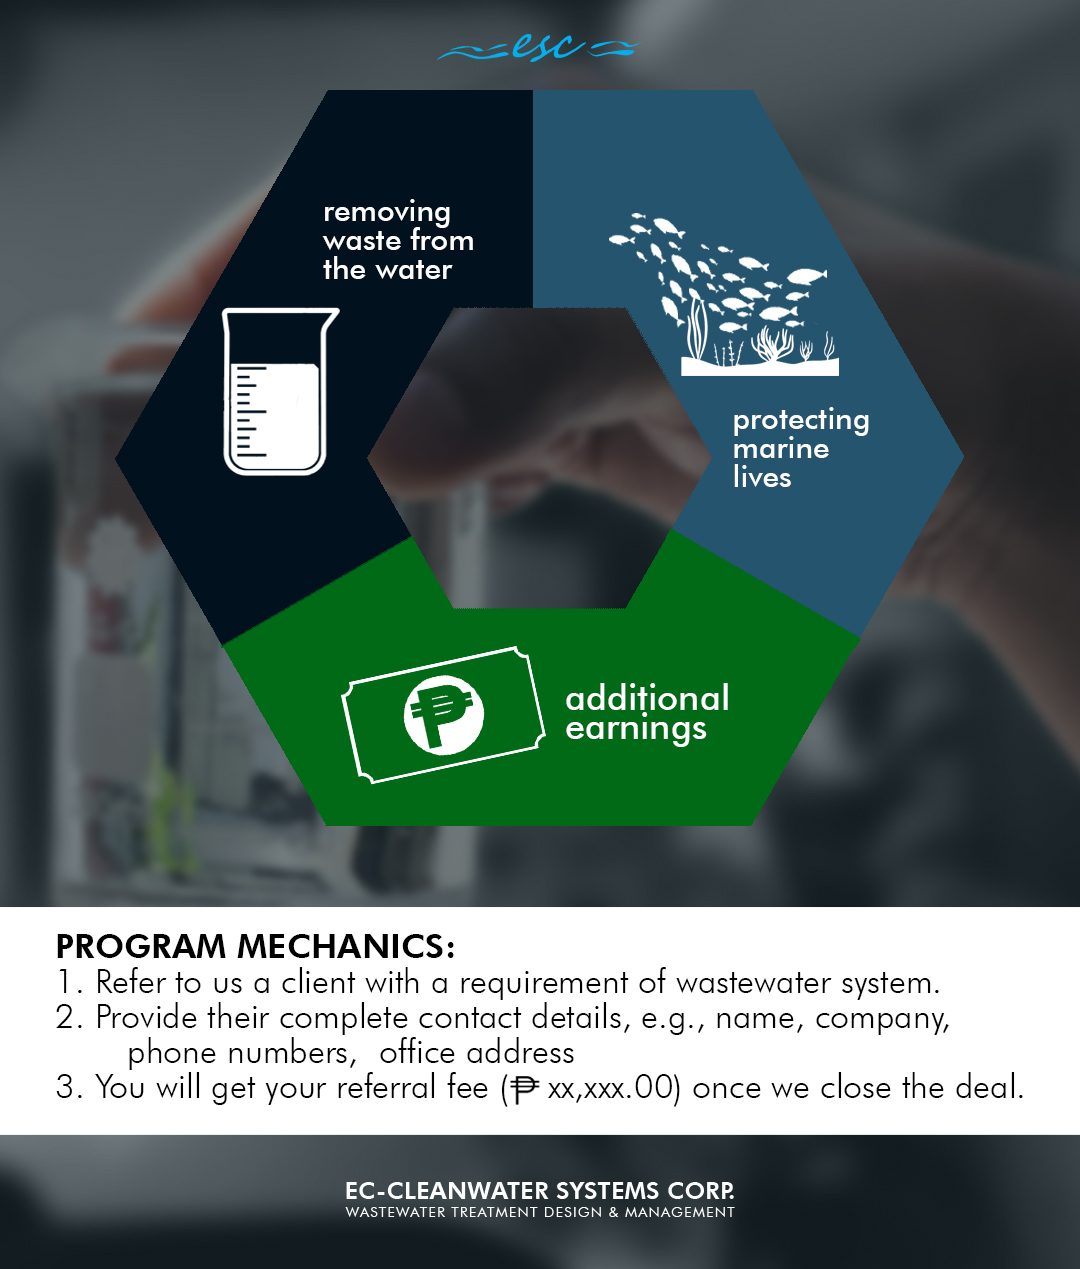 esc
removing
waste from
the water
protecting
marine
lives
₱
additional
earnings
PROGRAM MECHANICS:
1. Refer to us a client with a requirement of wastewater system.
2. Provide their complete contact details, e.g., name, company,
phone numbers, office address
3. You will get your referral fee (₱ xx,xxx.00) once we close the deal.
EC-CLEANWATER SYSTEMS CORP.
WASTEWATER TREATMENT DESIGN & MANAGEMENT